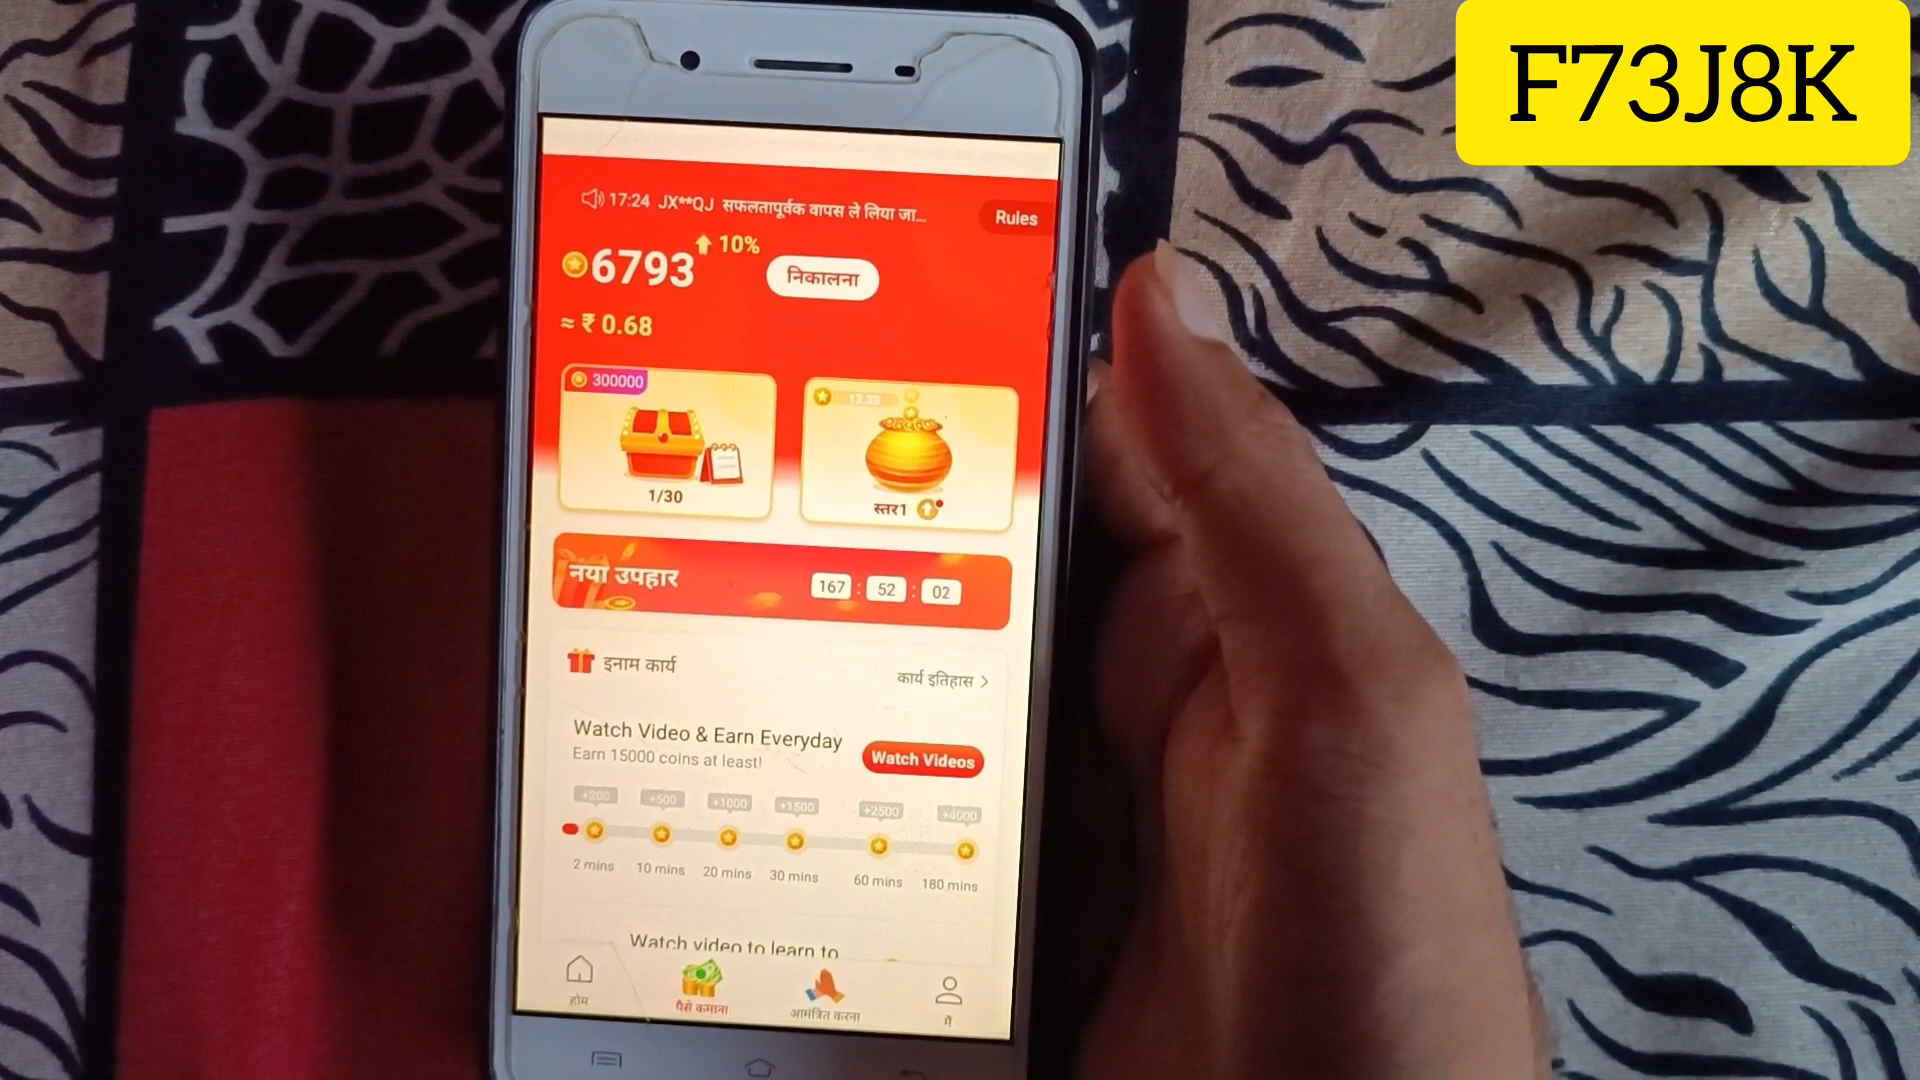 F73J8K
17:24 JX**QJ सफलतापूर्वक वापस ले लिया जा...
Rules
6793
10%
निकालना
≈ ₹ 0.68
300000
13.33
1/30
स्तर1
नया उपहार
167 : 52 : 02
इनाम कार्य
कार्य इतिहास >
Watch Video & Earn Everyday
Earn 15000 coins at least!
Watch Videos
+200 +500 +1000 +1500 +2500 +4000
2 mins 10 mins 20 mins 30 mins 60 mins 180 mins
Watch video to learn to
होम पैसे कमाना आमंत्रित करना मैं